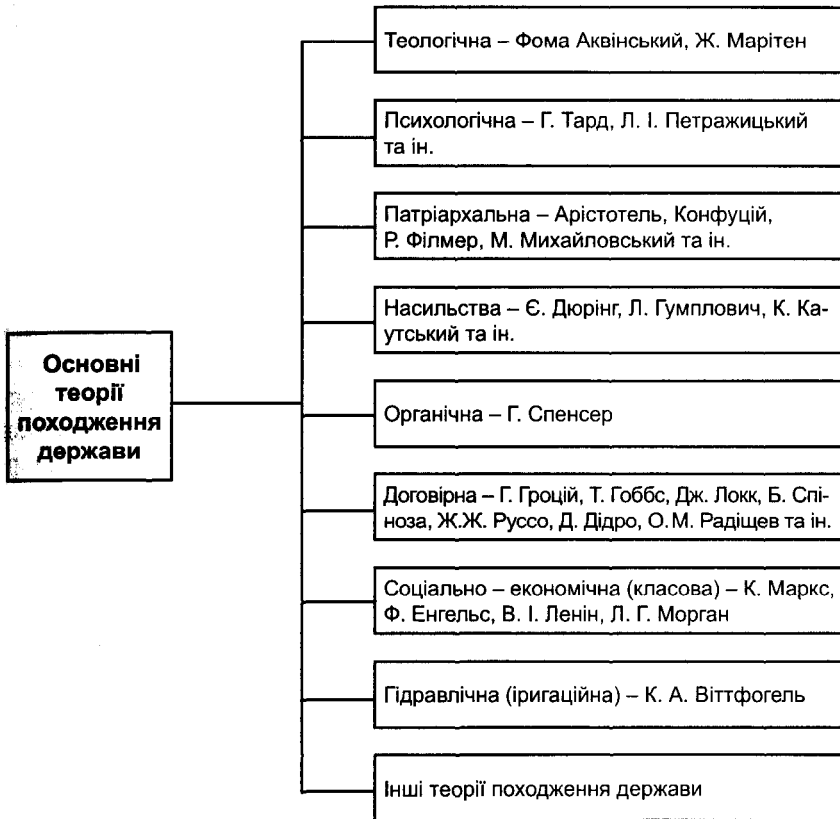 Теологічна – Фома Аквінський, Ж. Марітен
Психологічна – Г. Тард, Л. І. Петражицький
та ін.
Патріархальна – Арістотель, Конфуцій,
Р. Філмер, М. Михайловський та ін.
Насильства – Є. Дюрінг, Л. Гумплович, К. Ка-
утський та ін.
Основні
теорії
походження
держави
Органічна – Г. Спенсер
Договірна – Г. Гроцій, Т. Гоббс, Дж. Локк, Б. Спі-
ноза, Ж.Ж. Руссо, Д. Дідро, О.М. Радіщев та ін.
Соціально – економічна (класова) – К. Маркс,
Ф. Енгельс, В. І. Ленін, Л. Г. Морган
Гідравлічна (іригаційна) – К. А. Віттфогель
Інші теорії походження держави